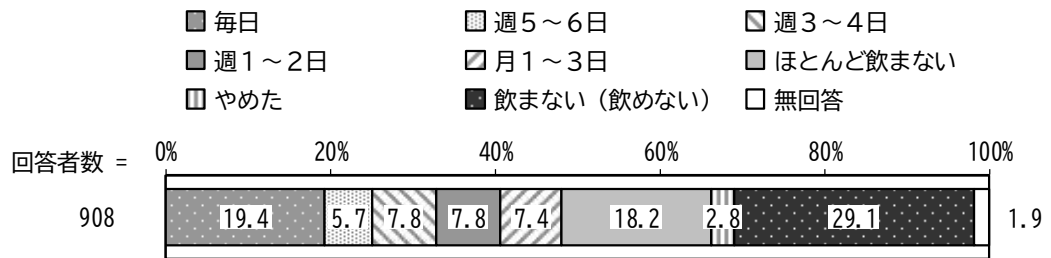 毎日 週５～６日 週３～４日
週１～２日 月１～３日 ほとんど飲まない
やめた 飲まない（飲めない） 無回答
回答者数 = 0% 20% 40% 60% 80% 100%
908 19.4 5.7 7.8 7.8 7.4 18.2 2.8 29.1 1.9